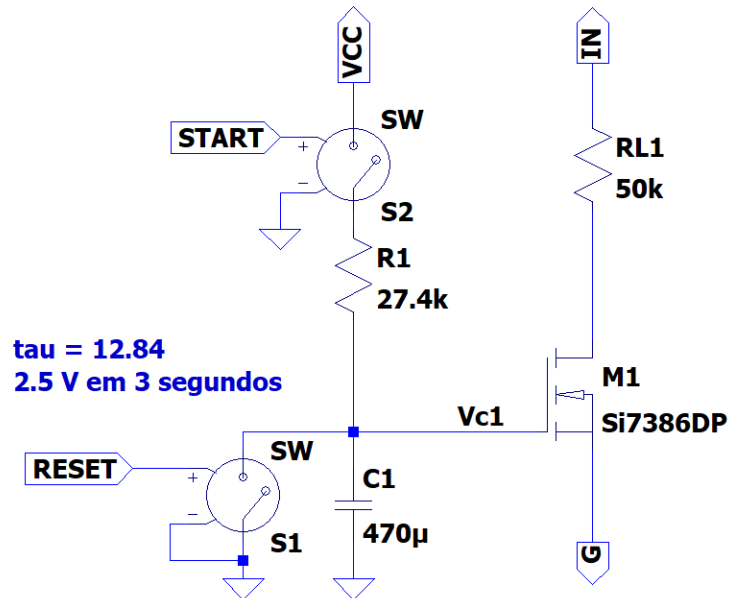 VCC
IN
SW
START
+
−
S2
RL1
50k
R1
27.4k
tau = 12.84
2.5 V em 3 segundos
M1
Si7386DP
Vc1
SW
RESET
+
−
S1
C1
470µ
G